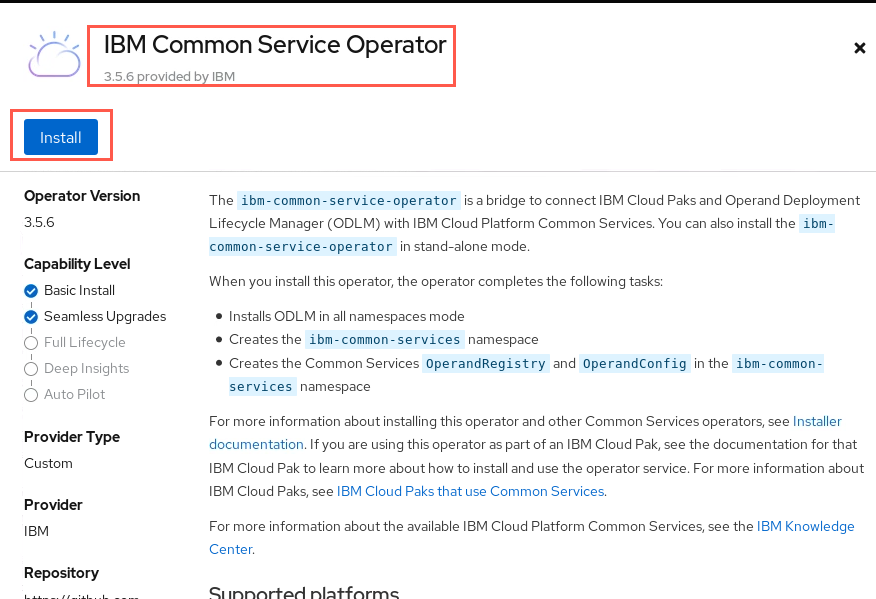 IBM Common Service Operator
3.5.6 provided by IBM
Install
Operator Version
3.5.6
Capability Level
Basic Install
Seamless Upgrades
Full Lifecycle
Deep Insights
Auto Pilot
Provider Type
Custom
Provider
IBM
Repository
https://github.com
The ibm-common-service-operator is a bridge to connect IBM Cloud Paks and Operand Deployment
Lifecycle Manager (ODLM) with IBM Cloud Platform Common Services. You can also install the ibm-
common-service-operator in stand-alone mode.
When you install this operator, the operator completes the following tasks:
• Installs ODLM in all namespaces mode
• Creates the ibm-common-services namespace
• Creates the Common Services OperandRegistry and OperandConfig in the ibm-common-
services namespace
For more information about installing this operator and other Common Services operators, see Installer
documentation. If you are using this operator as part of an IBM Cloud Pak, see the documentation for that
IBM Cloud Pak to learn more about how to install and use the operator service. For more information about
IBM Cloud Paks, see IBM Cloud Paks that use Common Services.
For more information about the available IBM Cloud Platform Common Services, see the IBM Knowledge
Center.
Supported platforms